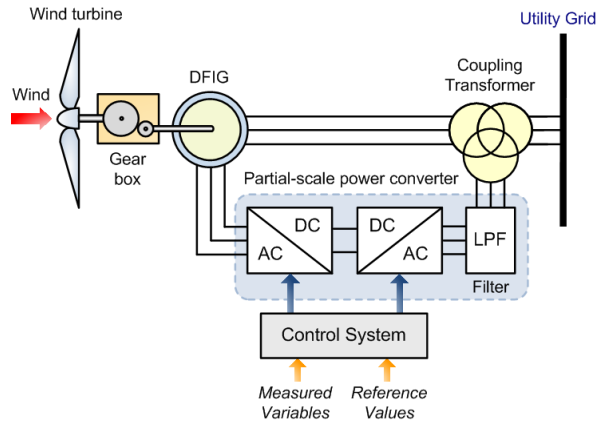 Utility Grid
Wind turbine
Coupling
Transformer
DFIG
Wind
Gear
box
Partial-scale power converter
DC
AC
DC
AC
LPF
Filter
Control System
Measured
Variables
Reference
Values